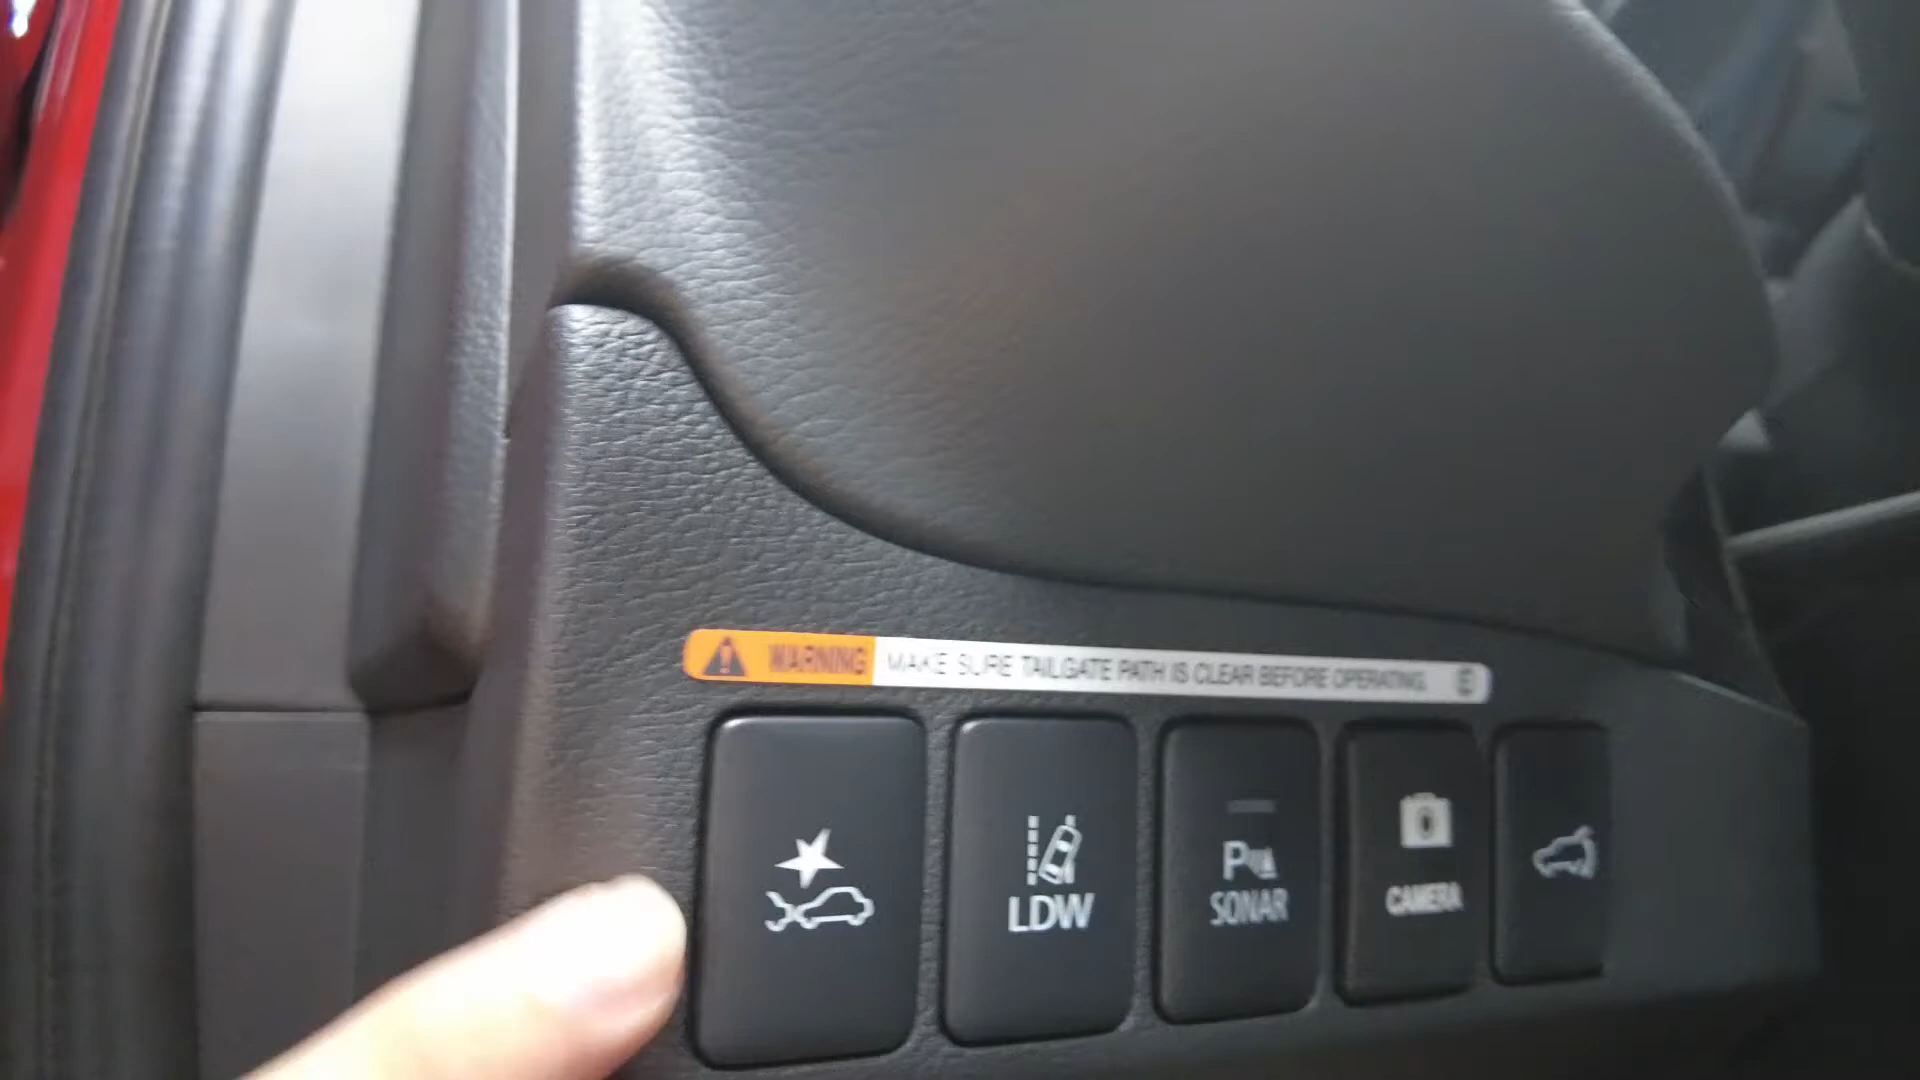 WARNING MAKE SURE TAILGATE PATH IS CLEAR BEFORE OPERATING. E
LDW
P
SONAR
CAMERA